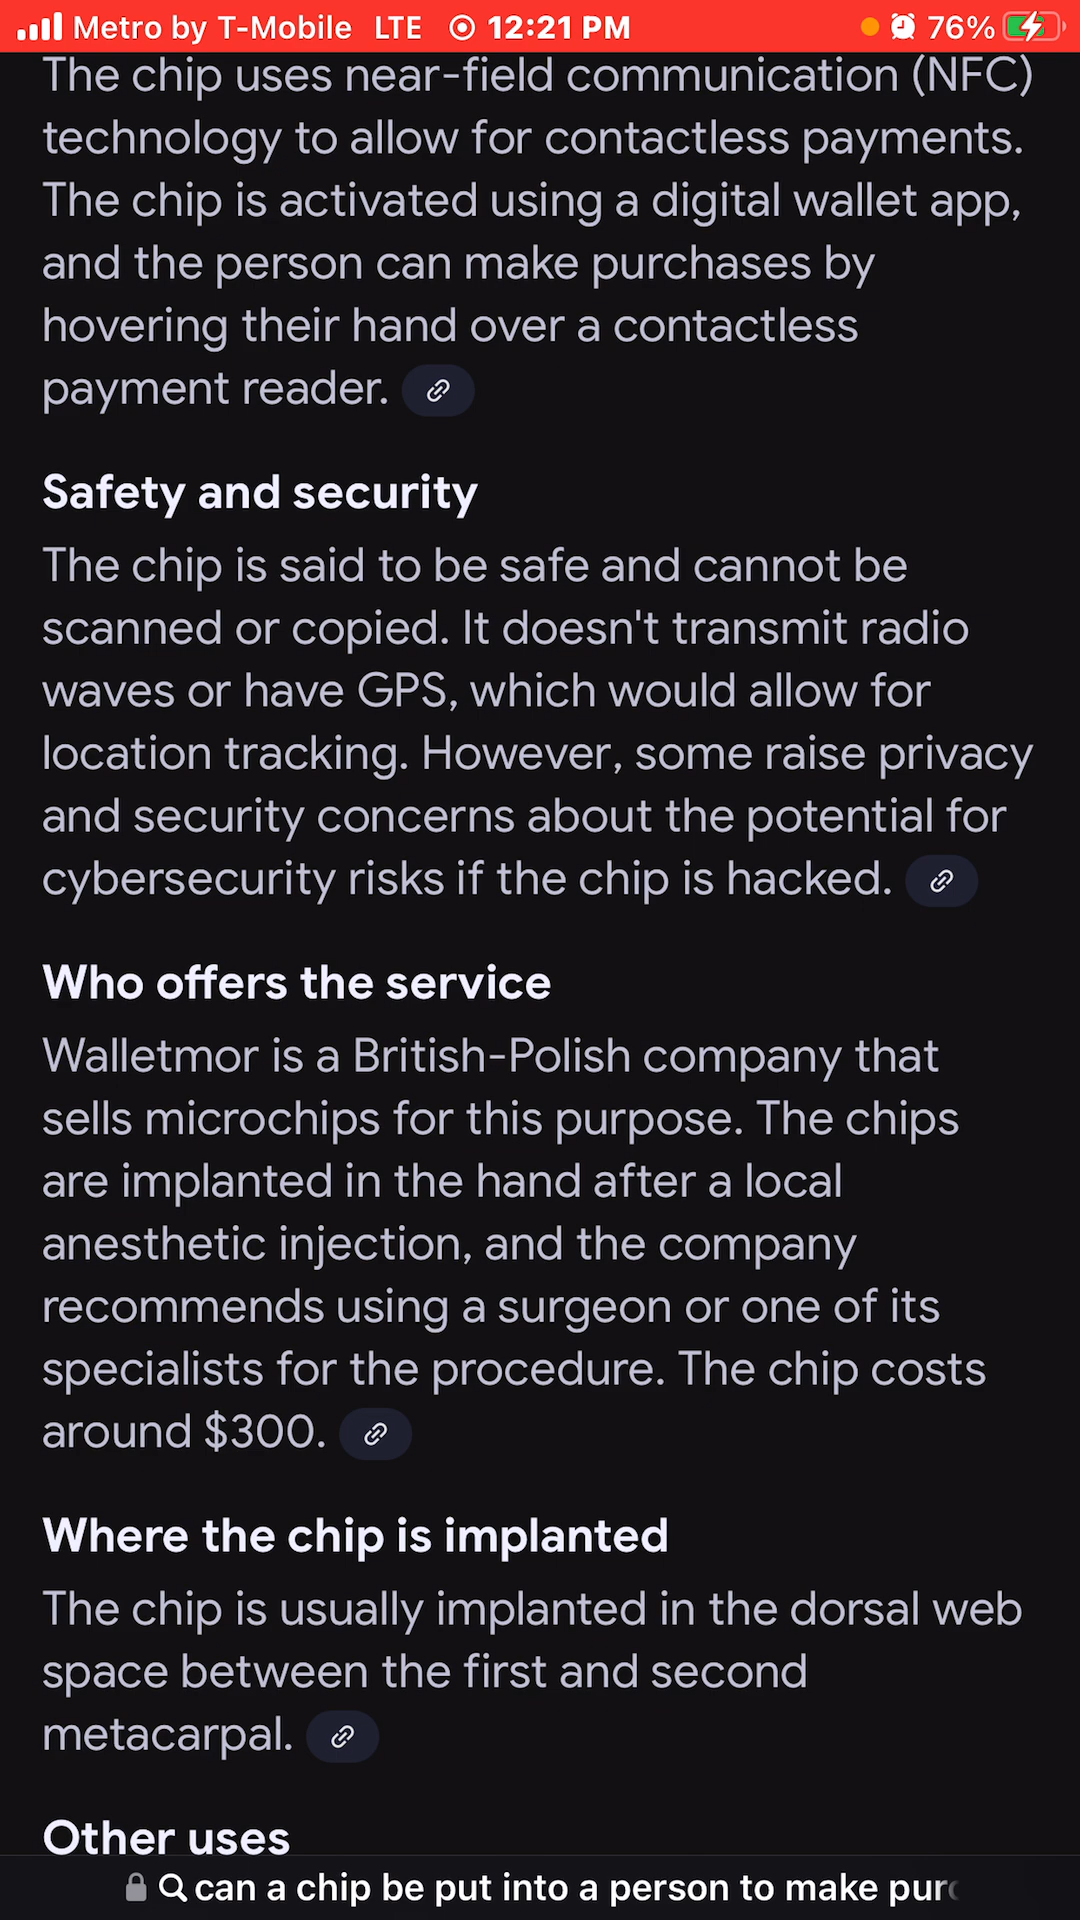 Metro by T-Mobile LTE 12:21 PM 76%
The chip uses near-field communication (NFC)
technology to allow for contactless payments.
The chip is activated using a digital wallet app,
and the person can make purchases by
hovering their hand over a contactless
payment reader.
Safety and security
The chip is said to be safe and cannot be
scanned or copied. It doesn't transmit radio
waves or have GPS, which would allow for
location tracking. However, some raise privacy
and security concerns about the potential for
cybersecurity risks if the chip is hacked.
Who offers the service
Walletmor is a British-Polish company that
sells microchips for this purpose. The chips
are implanted in the hand after a local
anesthetic injection, and the company
recommends using a surgeon or one of its
specialists for the procedure. The chip costs
around $300.
Where the chip is implanted
The chip is usually implanted in the dorsal web
space between the first and second
metacarpal.
Other uses
can a chip be put into a person to make pur